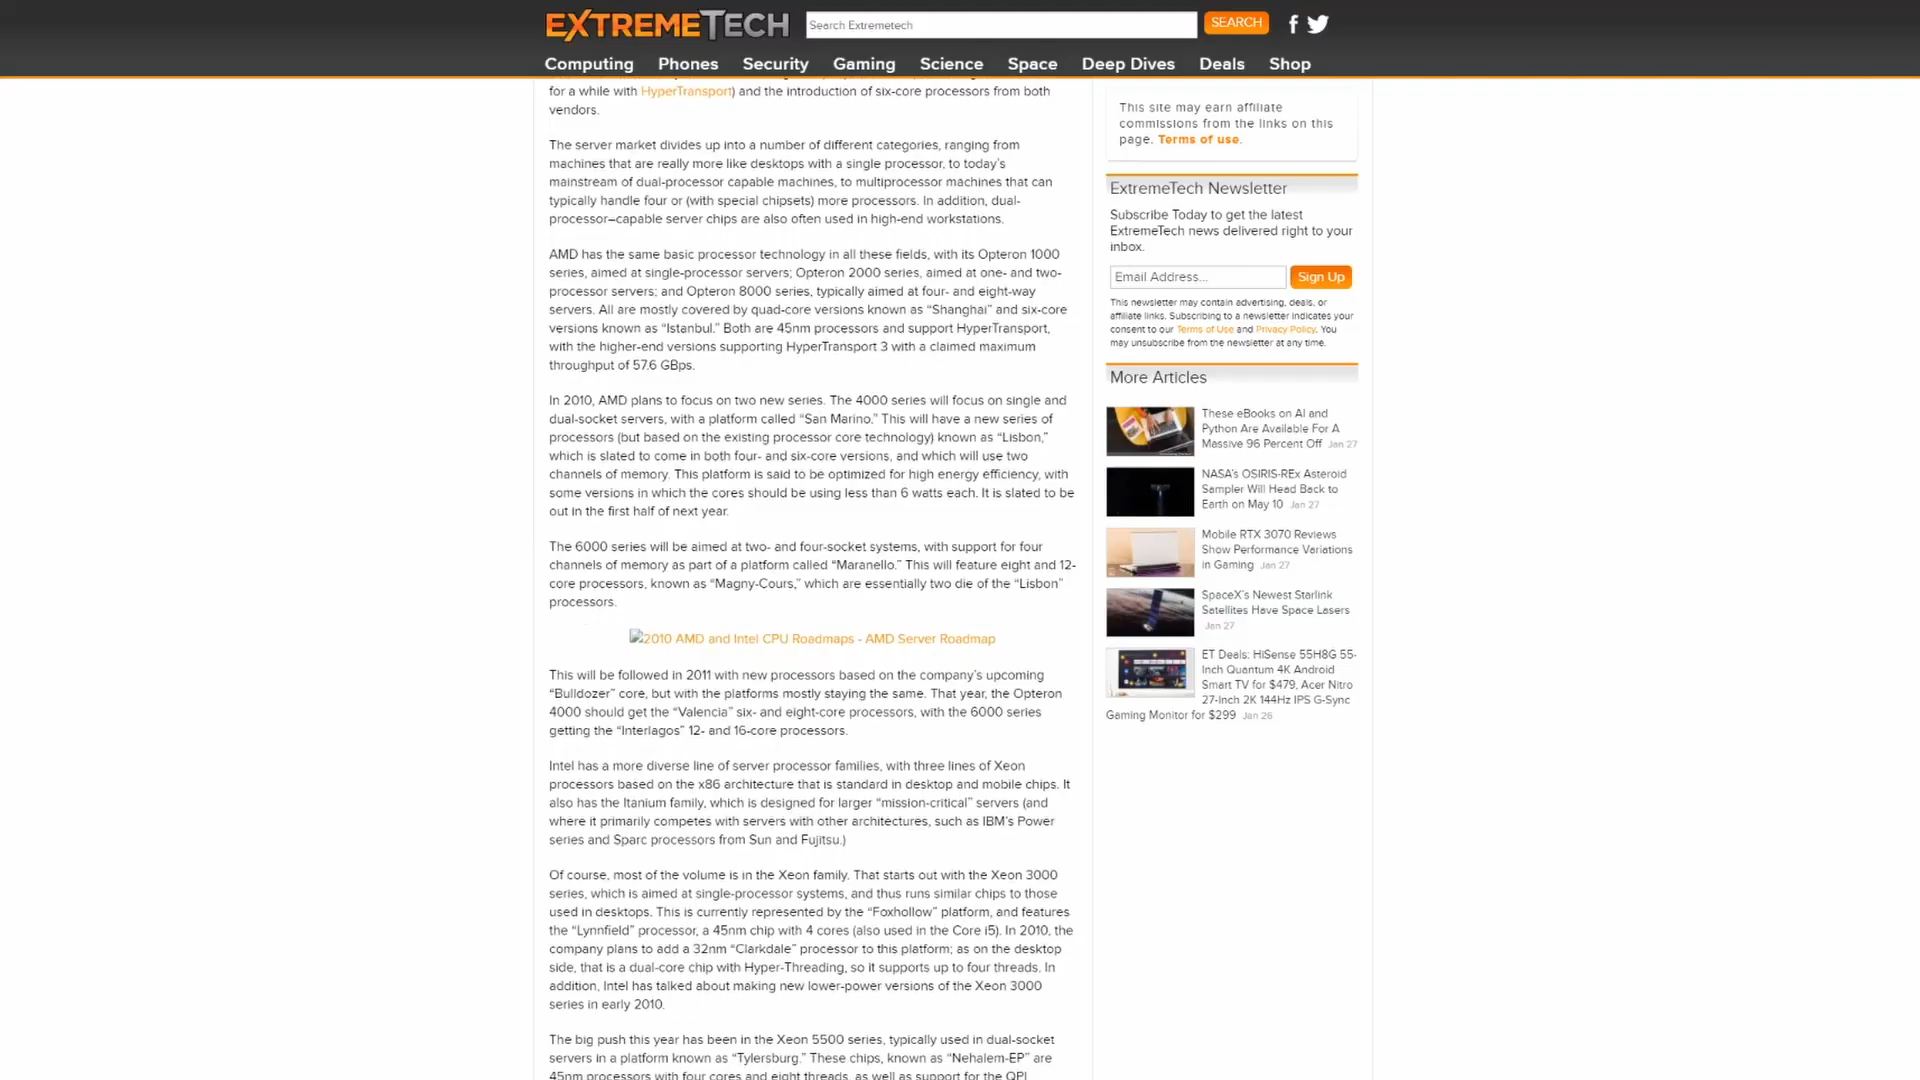 EXTREMETECH
Search Extremetech
SEARCH
Computing Phones Security Gaming Science Space Deep Dives Deals Shop
for a while with HyperTransport) and the introduction of six-core processors from both
vendors.
The server market divides up into a number of different categories, ranging from
machines that are really more like desktops with a single processor, to today's
mainstream of dual-processor capable machines, to multiprocessor machines that can
typically handle four or (with special chipsets) more processors. In addition, dual-
processor–capable server chips are also often used in high-end workstations.
AMD has the same basic processor technology in all these fields, with its Opteron 1000
series, aimed at single-processor servers; Opteron 2000 series, aimed at one- and two-
processor servers; and Opteron 8000 series, typically aimed at four- and eight-way
servers. All are mostly covered by quad-core versions known as “Shanghai” and six-core
versions known as “Istanbul.” Both are 45nm processors and support HyperTransport,
with the higher-end versions supporting HyperTransport 3 with a claimed maximum
throughput of 57.6 GBps.
In 2010, AMD plans to focus on two new series. The 4000 series will focus on single and
dual-socket servers, with a platform called “San Marino.” This will have a new series of
processors (but based on the existing processor core technology) known as “Lisbon,”
which is slated to come in both four- and six-core versions, and which will use two
channels of memory. This platform is said to be optimized for high energy efficiency, with
some versions in which the cores should be using less than 6 watts each. It is slated to be
out in the first half of next year.
The 6000 series will be aimed at two- and four-socket systems, with support for four
channels of memory as part of a platform called “Maranello.” This will feature eight and 12-
core processors, known as “Magny-Cours,” which are essentially two die of the “Lisbon”
processors.
2010 AMD and Intel CPU Roadmaps - AMD Server Roadmap
This will be followed in 2011 with new processors based on the company's upcoming
“Bulldozer” core, but with the platforms mostly staying the same. That year, the Opteron
4000 should get the “Valencia” six- and eight-core processors, with the 6000 series
getting the “Interlagos” 12- and 16-core processors.
Intel has a more diverse line of server processor families, with three lines of Xeon
processors based on the x86 architecture that is standard in desktop and mobile chips. It
also has the Itanium family, which is designed for larger “mission-critical” servers (and
where it primarily competes with servers with other architectures, such as IBM's Power
series and Sparc processors from Sun and Fujitsu.)
Of course, most of the volume is in the Xeon family. That starts out with the Xeon 3000
series, which is aimed at single-processor systems, and thus runs similar chips to those
used in desktops. This is currently represented by the “Foxhollow” platform, and features
the “Lynnfield” processor, a 45nm chip with 4 cores (also used in the Core i5). In 2010, the
company plans to add a 32nm “Clarkdale” processor to this platform; as on the desktop
side, that is a dual-core chip with Hyper-Threading, so it supports up to four threads. In
addition, Intel has talked about making new lower-power versions of the Xeon 3000
series in early 2010.
The big push this year has been in the Xeon 5500 series, typically used in dual-socket
servers in a platform known as “Tylersburg.” These chips, known as “Nehalem-EP” are
45nm processors with four cores and eight threads, as well as support for the QPI
This site may earn affiliate
commissions from the links on this
page. Terms of use.
ExtremeTech Newsletter
Subscribe Today to get the latest
ExtremeTech news delivered right to your
inbox.
Email Address...
Sign Up
This newsletter may contain advertising, deals, or
affiliate links. Subscribing to a newsletter indicates your
consent to our Terms of Use and Privacy Policy. You
may unsubscribe from the newsletter at any time.
More Articles
These eBooks on AI and
Python Are Available For A
Massive 96 Percent Off Jan 27
NASA's OSIRIS-REx Asteroid
Sampler Will Head Back to
Earth on May 10 Jan 27
Mobile RTX 3070 Reviews
Show Performance Variations
in Gaming Jan 27
SpaceX's Newest Starlink
Satellites Have Space Lasers
Jan 27
ET Deals: HiSense 55H8G 55-
Inch Quantum 4K Android
Smart TV for $479, Acer Nitro
27-Inch 2K 144Hz IPS G-Sync
Gaming Monitor for $299 Jan 26